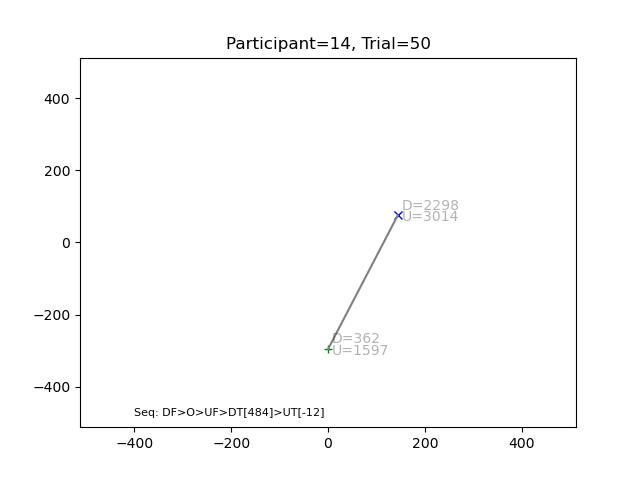 Participant=14, Trial=50
400
200
0
−200
−400
D=2298
U=3014
D=362
U=1597
Seq: DF>O>UF>DT[484]>UT[-12]
−400
−200
0
200
400